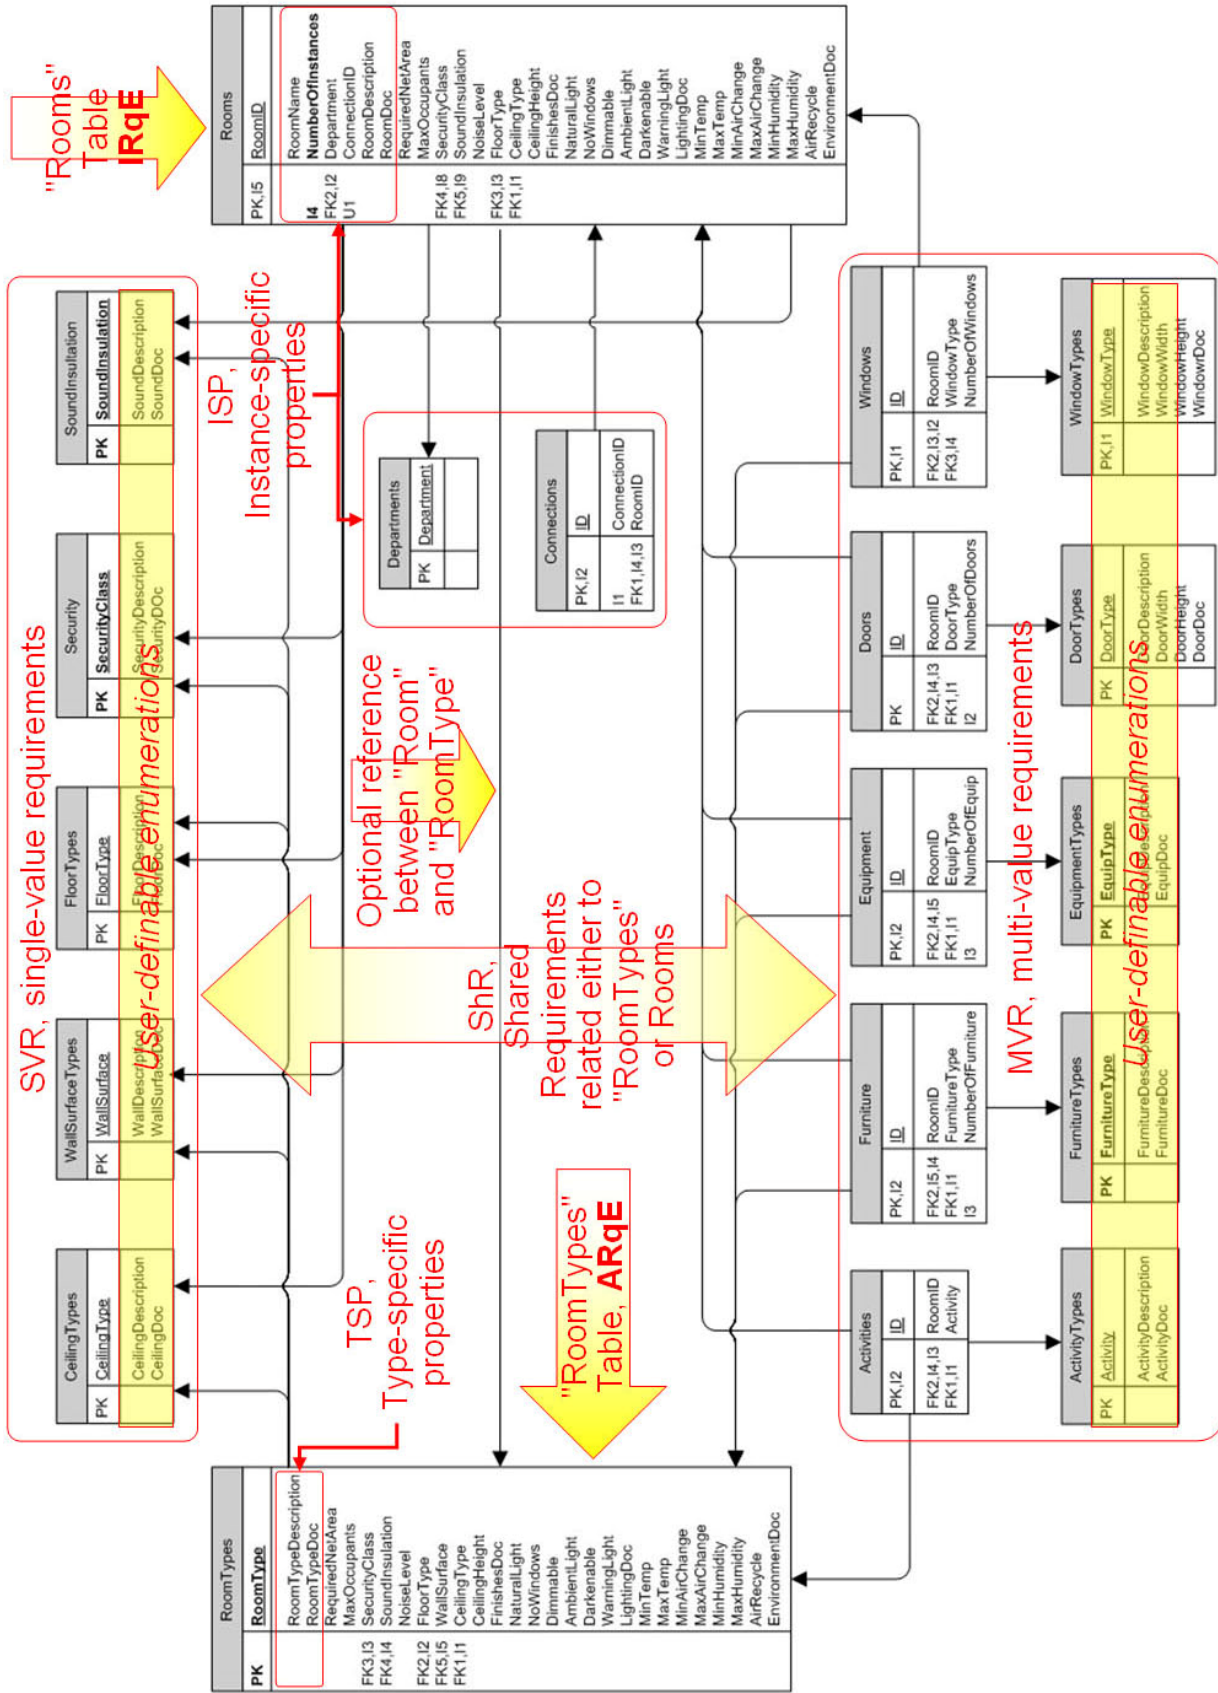 SVR, single-value requirements
CeilingTypes
PK CeilingType
CeilingDescription
CeilingDoc
WallSurfaceTypes
PK WallSurface
WallDescription
WallSurfaceDoc
FloorTypes
PK FloorType
FloorDescription
FloorDoc
Security
PK SecurityClass
SecurityDescription
SecurityDOc
SoundInsultation
PK SoundInsulation
SoundDescription
SoundDoc
User-definable enumerations
"Rooms"
Table
IRqE
TSP,
Type-specific
properties
ISP,
Instance-specific
properties
Optional reference
between "Room"
and "RoomType"
ShR,
Shared
Requirements
related either to
"RoomTypes"
or Rooms
"RoomTypes"
Table, ARqE
Departments
PK Department
Connections
PK,I2 ID
I1 ConnectionID
FK1,I4,I3 RoomID
RoomTypes
PK RoomType
RoomTypeDescription
RoomTypeDoc
RequiredNetArea
MaxOccupants
FK3,I3 SecurityClass
FK4,I4 SoundInsulation
NoiseLevel
FK2,I2 FloorType
FK5,I5 WallSurface
FK1,I1 CeilingType
CeilingHeight
FinishesDoc
NaturalLight
NoWindows
Dimmable
AmbientLight
Darkenable
WarningLight
LightingDoc
MinTemp
MaxTemp
MinAirChange
MaxAirChange
MinHumidity
MaxHumidity
AirRecycle
EnvironmentDoc
Rooms
PK,I5 RoomID
RoomName
I4 NumberOfInstances
FK2,I2 Department
U1 ConnectionID
RoomDescription
RoomDoc
RequiredNetArea
MaxOccupants
FK4,I8 SecurityClass
FK5,I9 SoundInsulation
NoiseLevel
FK3,I3 FloorType
FK1,I1 CeilingType
CeilingHeight
FinishesDoc
NaturalLight
NoWindows
Dimmable
AmbientLight
Darkenable
WarningLight
LightingDoc
MinTemp
MaxTemp
MinAirChange
MaxAirChange
MinHumidity
MaxHumidity
AirRecycle
EnvironmentDoc
Activities
PK,I2 ID
FK2,I4,I3 RoomID
FK1,I1 Activity
Furniture
PK,I2 ID
FK2,I5,I4 RoomID
FK1,I1 FurnitureType
I3 NumberOfFurniture
Equipment
PK,I2 ID
FK2,I4,I5 RoomID
FK1,I1 EquipType
I3 NumberOfEquip
Doors
PK ID
FK2,I4,I3 RoomID
FK1,I1 DoorType
I2 NumberOfDoors
Windows
PK,I1 ID
FK2,I3,I2 RoomID
FK3,I4 WindowType
NumberOfWindows
MVR, multi-value requirements
ActivityTypes
PK Activity
ActivityDescription
ActivityDoc
FurnitureTypes
PK FurnitureType
FurnitureDescription
FurnitureDoc
EquipmentTypes
PK EquipType
EquipDescription
EquipDoc
DoorTypes
PK DoorType
DoorDescription
DoorWidth
DoorHeight
DoorDoc
WindowTypes
PK,I1 WindowType
WindowDescription
WindowWidth
WindowHeight
WindowrDoc
User-definable enumerations